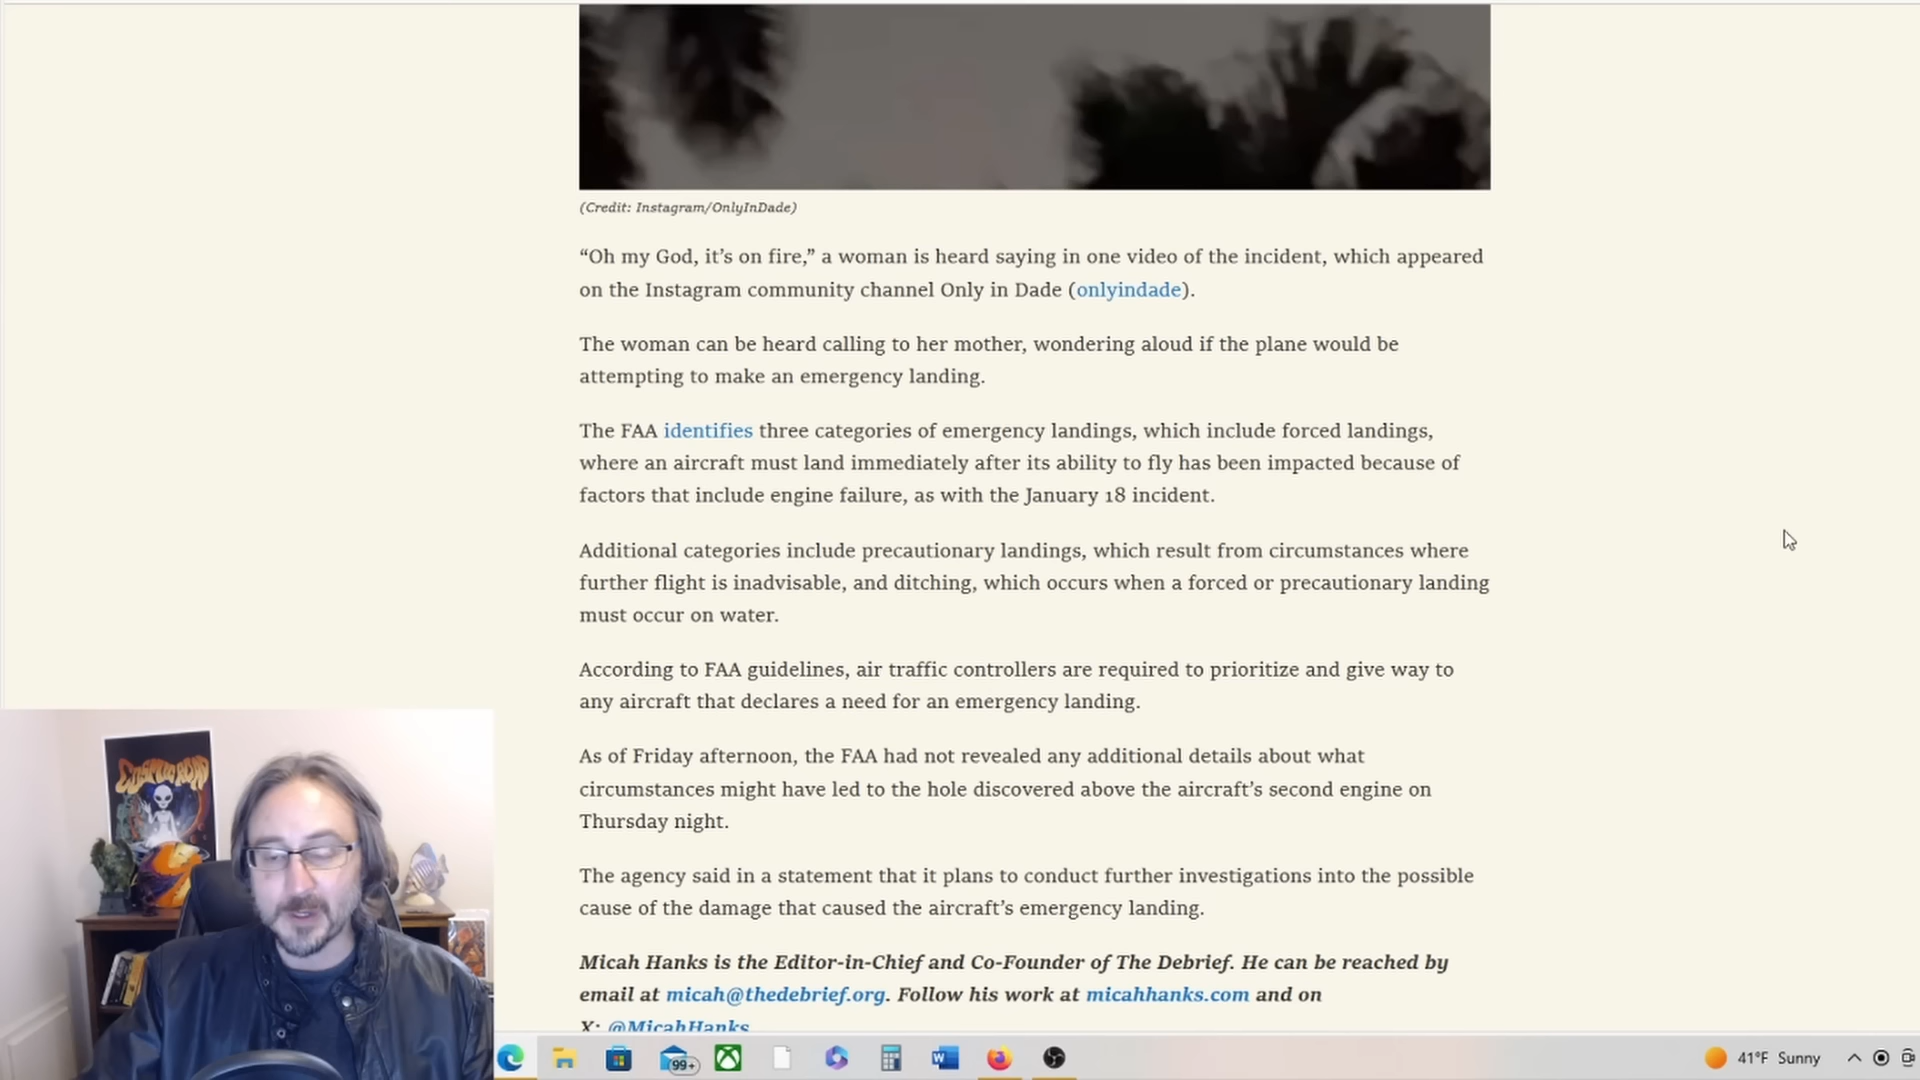 (Credit: Instagram/OnlyInDade)
“Oh my God, it’s on fire,” a woman is heard saying in one video of the incident, which appeared
on the Instagram community channel Only in Dade (onlyindade).
The woman can be heard calling to her mother, wondering aloud if the plane would be
attempting to make an emergency landing.
The FAA identifies three categories of emergency landings, which include forced landings,
where an aircraft must land immediately after its ability to fly has been impacted because of
factors that include engine failure, as with the January 18 incident.
Additional categories include precautionary landings, which result from circumstances where
further flight is inadvisable, and ditching, which occurs when a forced or precautionary landing
must occur on water.
According to FAA guidelines, air traffic controllers are required to prioritize and give way to
any aircraft that declares a need for an emergency landing.
As of Friday afternoon, the FAA had not revealed any additional details about what
circumstances might have led to the hole discovered above the aircraft’s second engine on
Thursday night.
The agency said in a statement that it plans to conduct further investigations into the possible
cause of the damage that caused the aircraft’s emergency landing.
Micah Hanks is the Editor-in-Chief and Co-Founder of The Debrief. He can be reached by
email at micah@thedebrief.org. Follow his work at micahhanks.com and on
X: @MicahHanks
99+
41°F Sunny